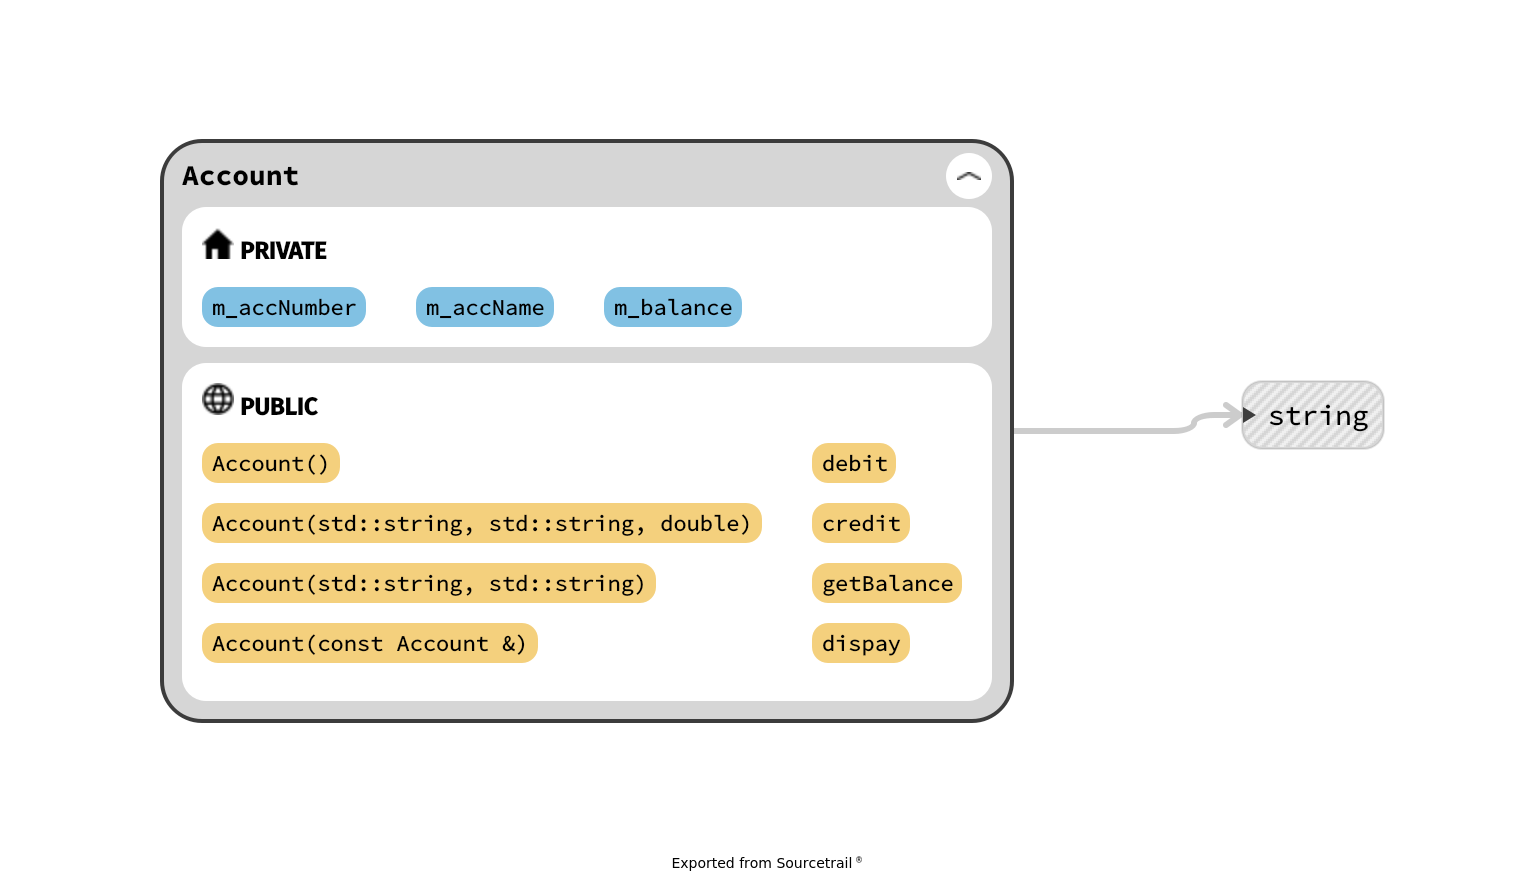 Account
PRIVATE
m_accNumber m_accName m_balance
PUBLIC
Account() debit
Account(std::string, std::string, double) credit
Account(std::string, std::string) getBalance
Account(const Account &) dispay
string
Exported from Sourcetrail ®